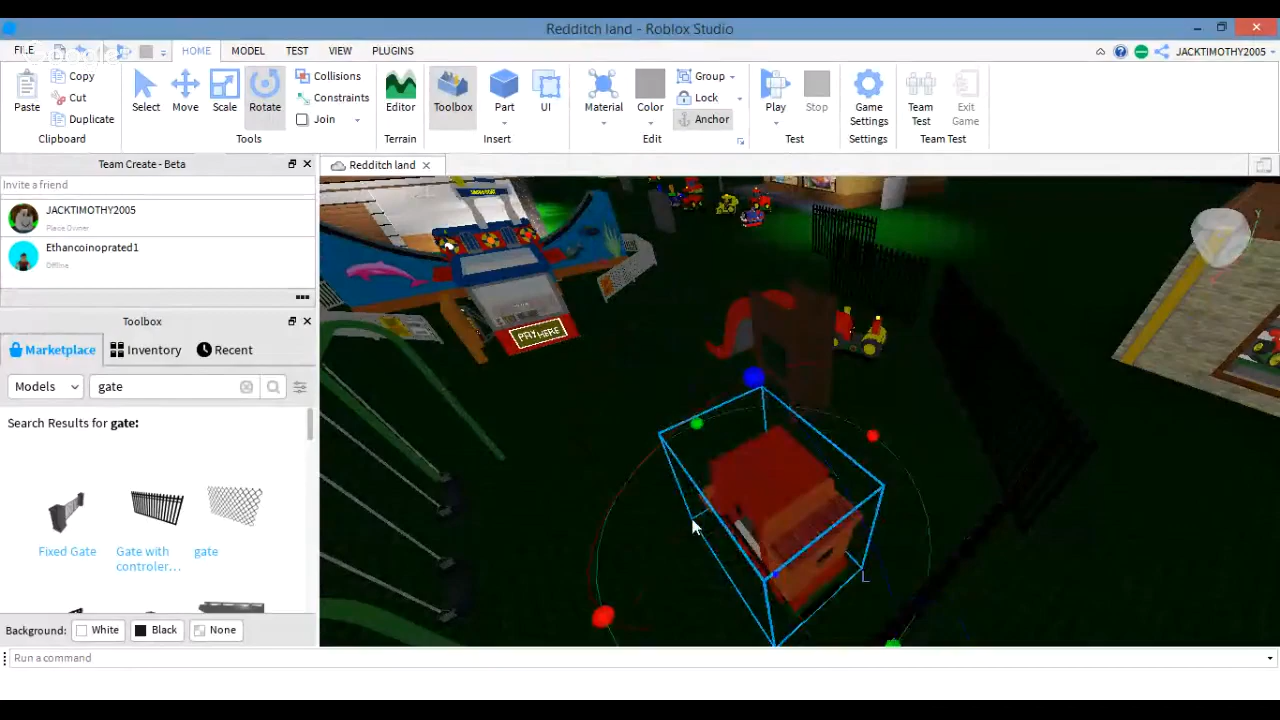 Redditch land - Roblox Studio
FILE HOME MODEL TEST VIEW PLUGINS JACKTIMOTHY2005
Paste Copy Cut Duplicate Clipboard
Select Move Scale Rotate Collisions Constraints Join Tools
Editor Terrain
Toolbox Part UI Insert
Material Color Group Lock Anchor Edit
Play Stop Test
Game Settings Settings
Team Test Exit Game Team Test
Team Create - Beta
Redditch land
Invite a friend
JACKTIMOTHY2005
Place Owner
Ethancoinoprated1
Offline
Toolbox
Marketplace Inventory Recent
Models gate
Search Results for gate:
Fixed Gate
Gate with controler...
gate
Background: White Black None
Run a command
PAY HERE
L
y